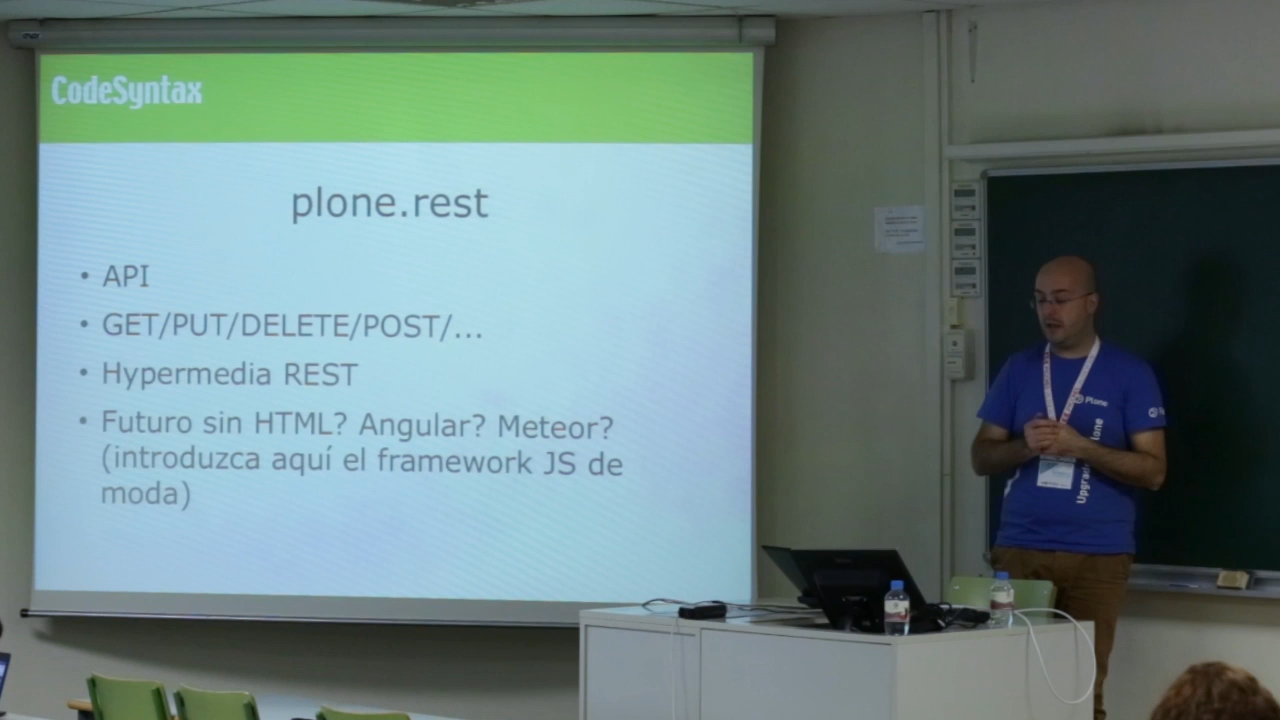 CodeSyntax
plone.rest
• API
• GET/PUT/DELETE/POST/...
• Hypermedia REST
• Futuro sin HTML? Angular? Meteor?
(introduzca aquí el framework JS de
moda)
Plone